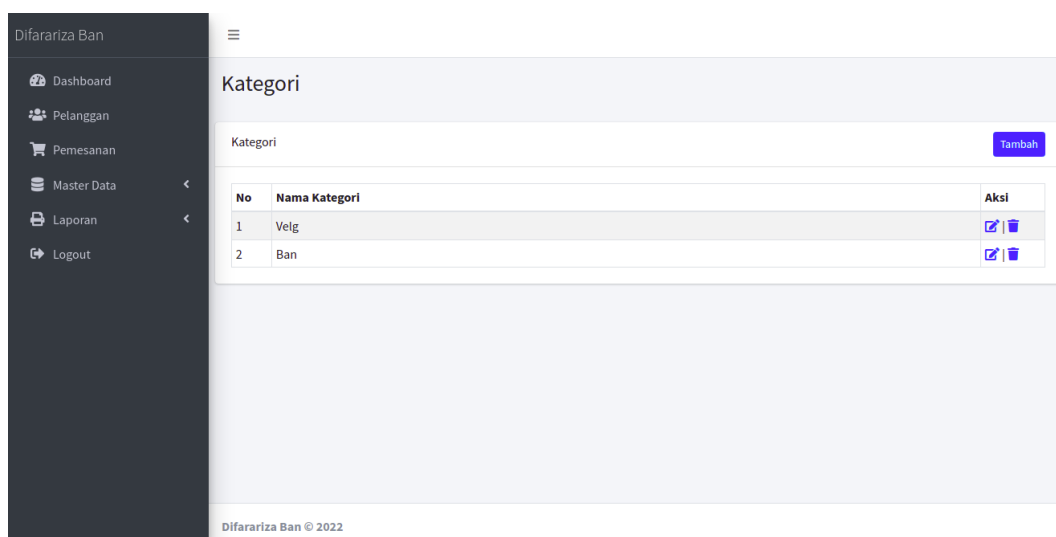 Difarariza Ban
Dashboard
Pelanggan
Pemesanan
Master Data
Laporan
Logout
Kategori
Kategori
Tambah
No Nama Kategori Aksi
1 Velg |
2 Ban |
Difarariza Ban © 2022